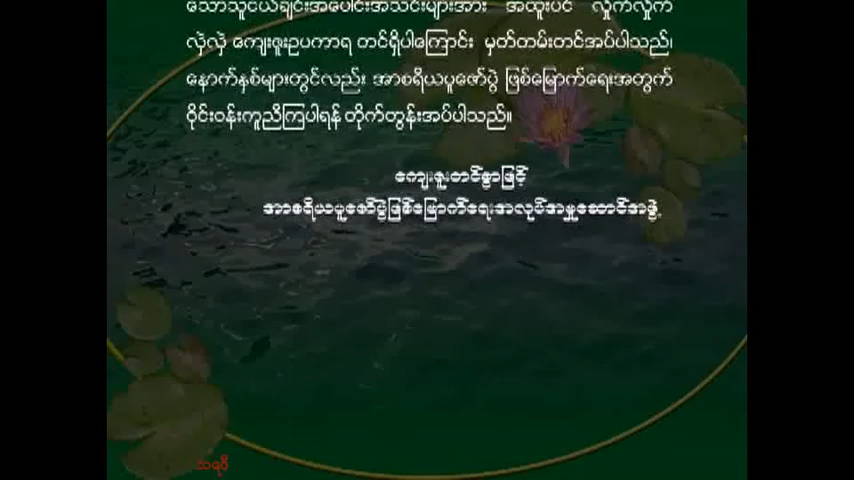 သောသူငယ်ချင်းအပေါင်းအသင်းများအား အထူးပင် လှိုက်လှိုက်
လှဲလှဲ ကျေးဇူးဥပကာရ တင်ရှိပါကြောင်း မှတ်တမ်းတင်အပ်ပါသည်၊
နောက်နှစ်များတွင်လည်း အာစရိယပူဇော်ပွဲ ဖြစ်မြောက်ရေးအတွက်
ဝိုင်းဝန်းကူညီကြပါရန် တိုက်တွန်းအပ်ပါသည်။
ကျေးဇူးတင်စွာဖြင့်
အာစရိယပူဇော်ပွဲဖြစ်မြောက်ရေးအလုပ်အမှုဆောင်အဖွဲ့
သရဝီ